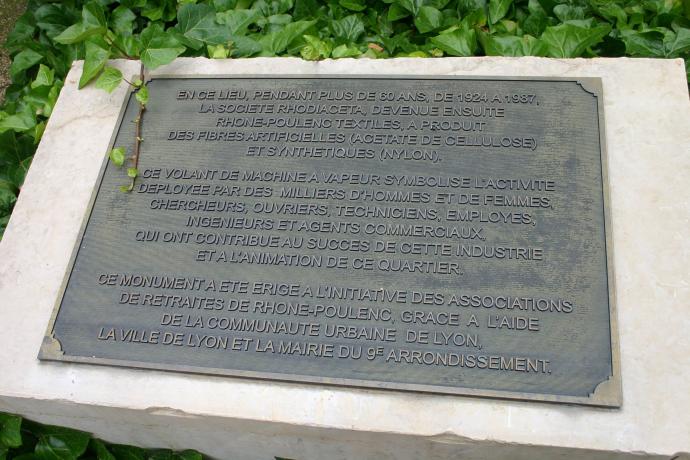 EN CE LIEU, PENDANT PLUS DE 60 ANS, DE 1924 A 1987,
LA SOCIETE RHODIACETA, DEVENUE ENSUITE
RHONE-POULENC TEXTILES, A PRODUIT
DES FIBRES ARTIFICIELLES (ACETATE DE CELLULOSE)
ET SYNTHETIQUES (NYLON).
CE VOLANT DE MACHINE A VAPEUR SYMBOLISE L'ACTIVITE
DEPLOYEE PAR DES MILLIERS D'HOMMES ET DE FEMMES,
CHERCHEURS, OUVRIERS, TECHNICIENS, EMPLOYES,
INGENIEURS ET AGENTS COMMERCIAUX,
QUI ONT CONTRIBUE AU SUCCES DE CETTE INDUSTRIE
ET A L'ANIMATION DE CE QUARTIER.
CE MONUMENT A ETE ERIGE A L'INITIATIVE DES ASSOCIATIONS
DE RETRAITES DE RHONE-POULENC, GRACE A L'AIDE
DE LA COMMUNAUTE URBAINE DE LYON,
LA VILLE DE LYON ET LA MAIRIE DU 9E ARRONDISSEMENT.